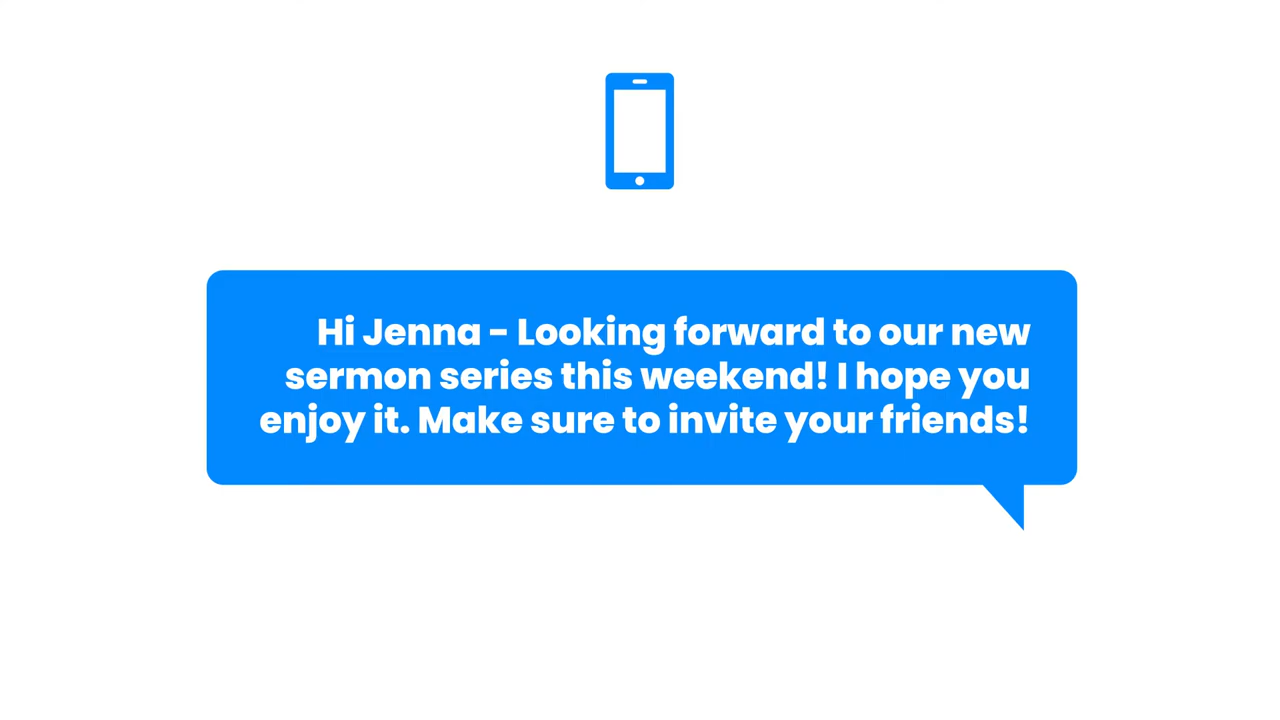 Hi Jenna - Looking forward to our new
sermon series this weekend! I hope you
enjoy it. Make sure to invite your friends!